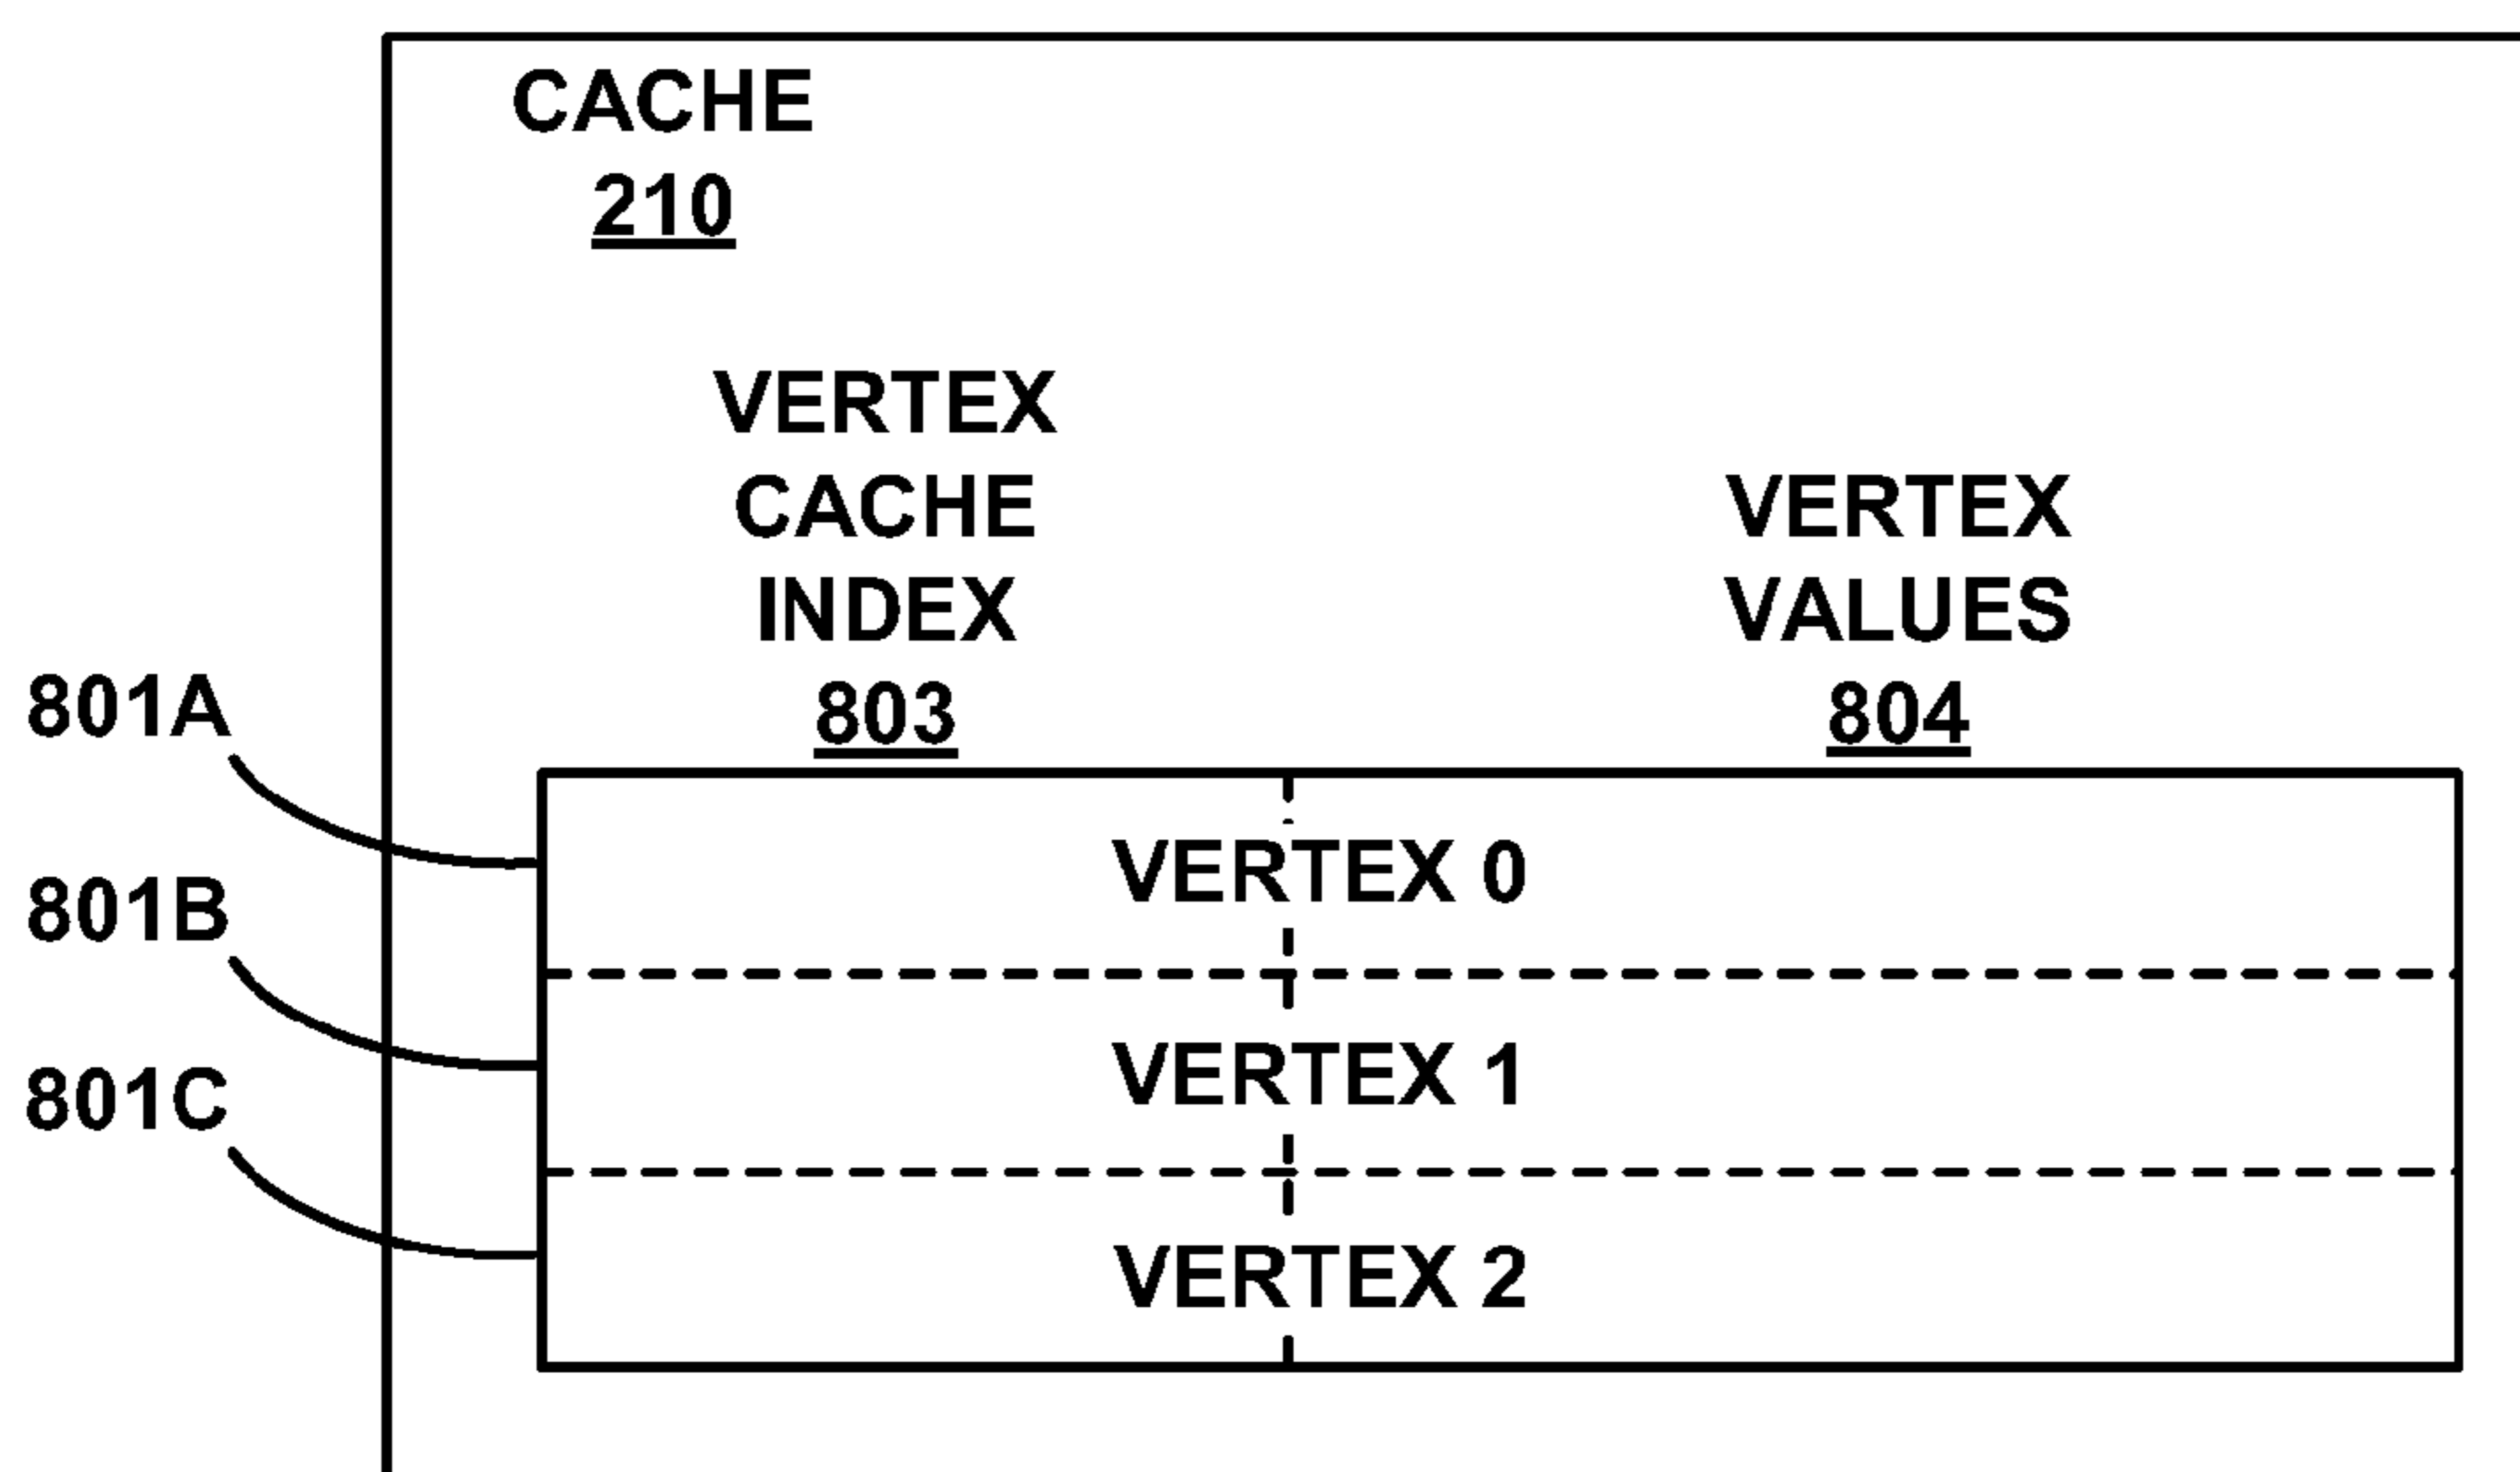 CACHE
210
VERTEX
CACHE
INDEX
803
VERTEX
VALUES
804
801A
VERTEX 0
801B
VERTEX 1
801C
VERTEX 2